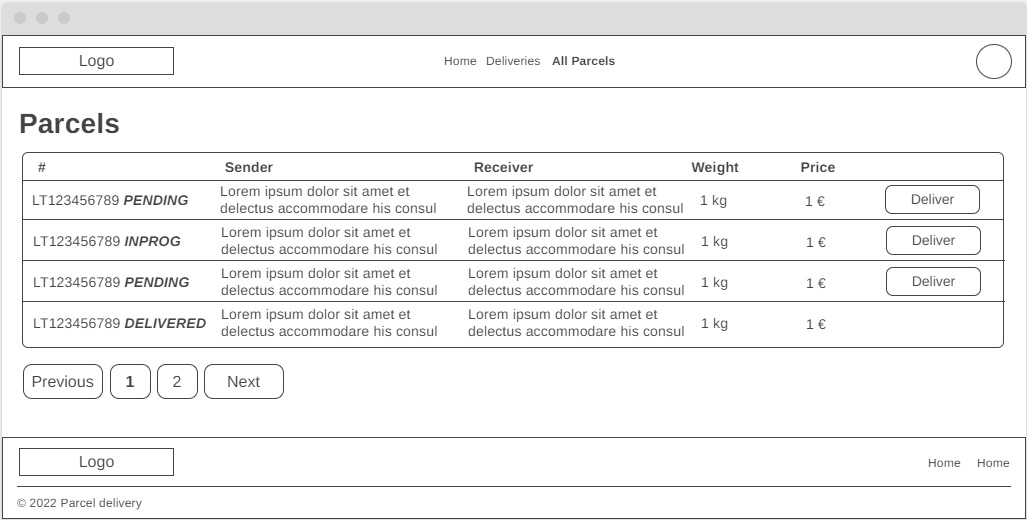 Logo
Home Deliveries All Parcels
Parcels
# Sender Receiver Weight Price
LT123456789 PENDING
Lorem ipsum dolor sit amet et
delectus accommodare his consul
Lorem ipsum dolor sit amet et
delectus accommodare his consul
1 kg
1 €
Deliver
LT123456789 INPROG
Lorem ipsum dolor sit amet et
delectus accommodare his consul
Lorem ipsum dolor sit amet et
delectus accommodare his consul
1 kg
1 €
Deliver
LT123456789 PENDING
Lorem ipsum dolor sit amet et
delectus accommodare his consul
Lorem ipsum dolor sit amet et
delectus accommodare his consul
1 kg
1 €
Deliver
LT123456789 DELIVERED
Lorem ipsum dolor sit amet et
delectus accommodare his consul
Lorem ipsum dolor sit amet et
delectus accommodare his consul
1 kg
1 €
Previous 1 2 Next
Logo
Home Home
© 2022 Parcel delivery